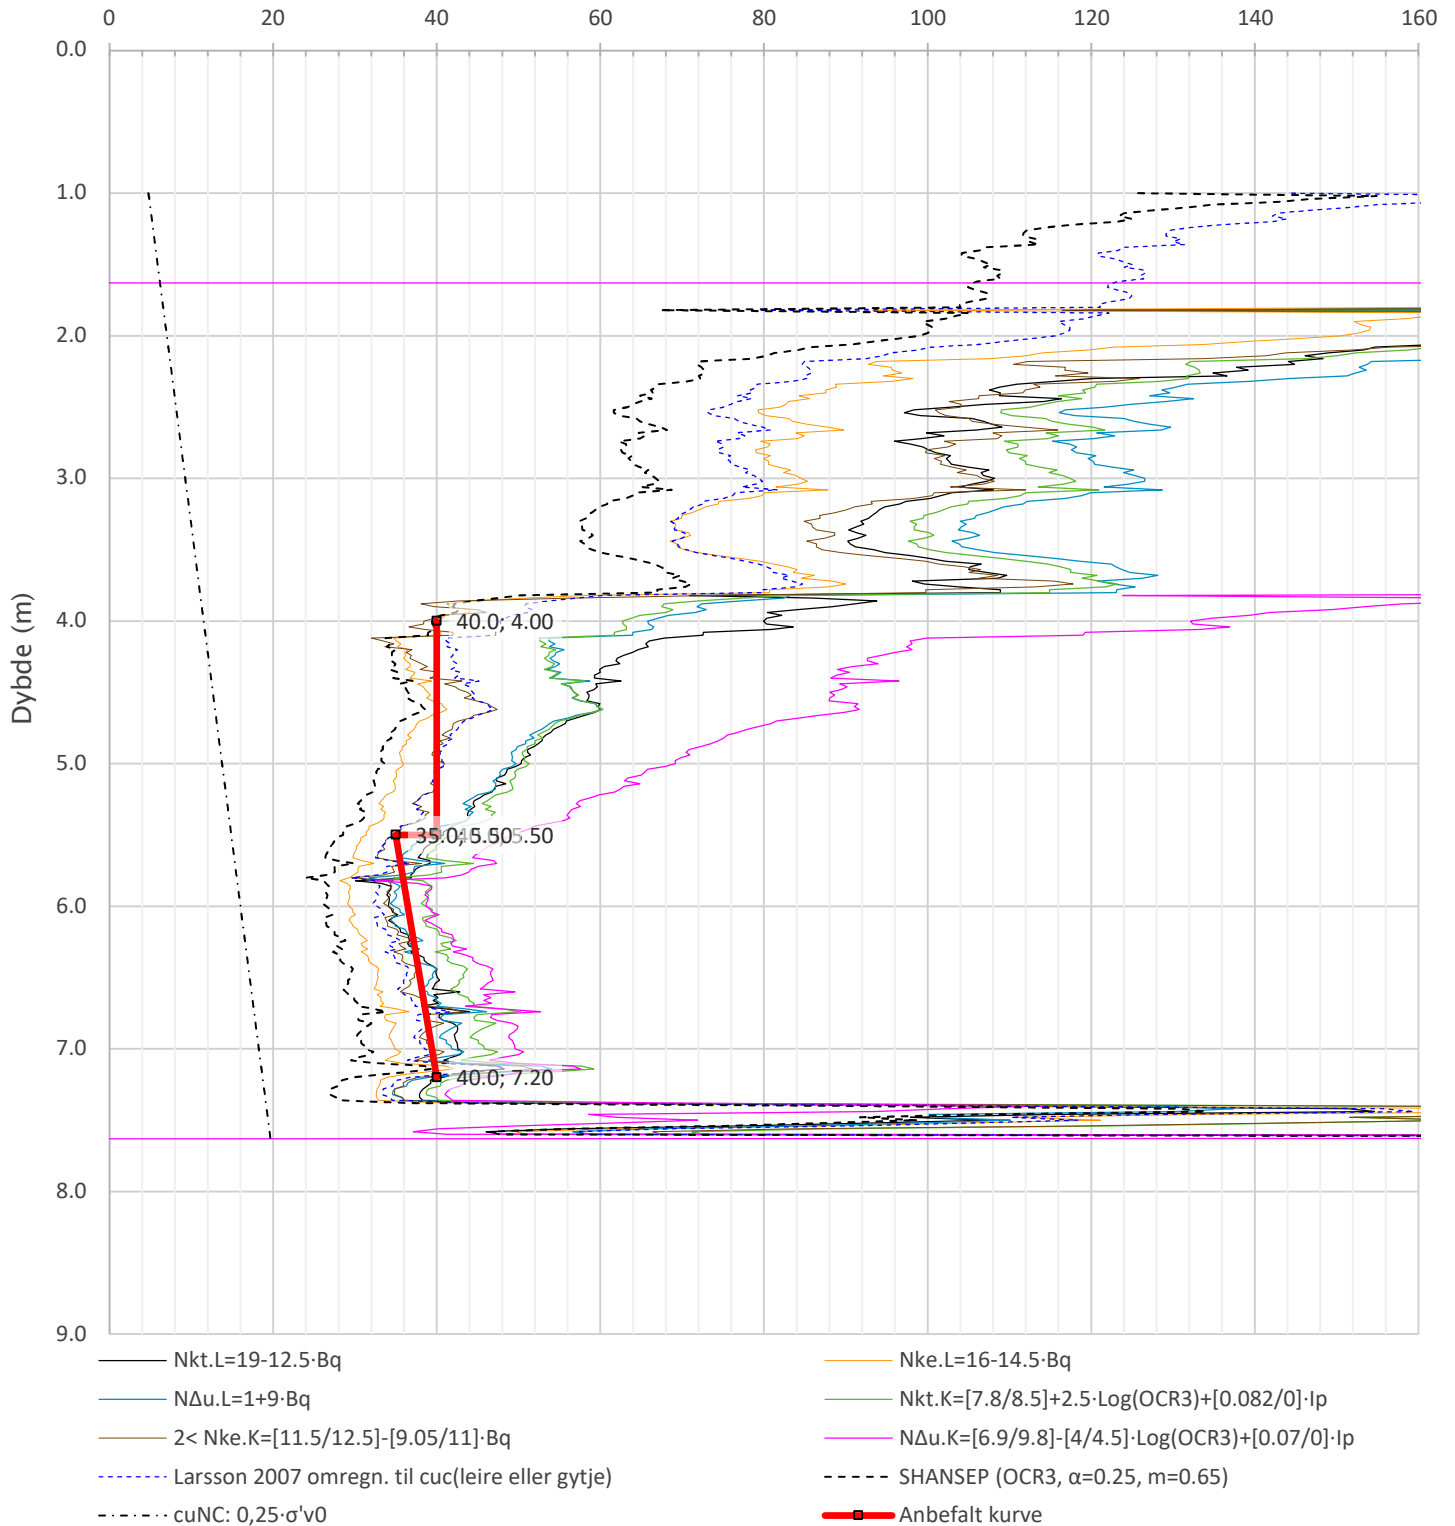 0 20 40 60 80 100 120 140 160
0.0
1.0
2.0
3.0
4.0
5.0
6.0
7.0
8.0
9.0
Dybde (m)
40.0; 4.00
35.0; 5.50
5.50
40.0; 7.20
Nkt.L=19-12.5·Bq
Nke.L=16-14.5·Bq
NΔu.L=1+9·Bq
Nkt.K=[7.8/8.5]+2.5·Log(OCR3)+[0.082/0]·Ip
2< Nke.K=[11.5/12.5]-[9.05/11]·Bq
NΔu.K=[6.9/9.8]-[4/4.5]·Log(OCR3)+[0.07/0]·Ip
Larsson 2007 omregn. til cuc(leire eller gytje)
SHANSEP (OCR3, α=0.25, m=0.65)
cuNC: 0,25·σ'v0
Anbefalt kurve